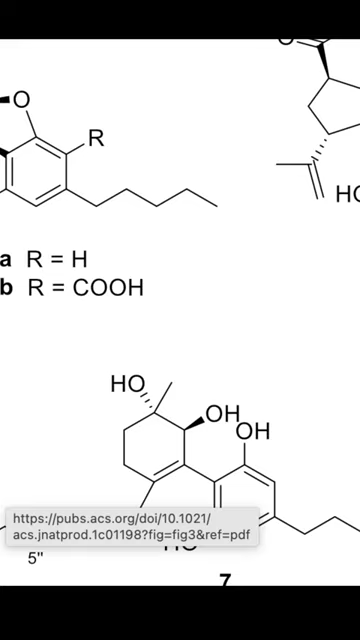 O
R
HO
a R = H
b R = COOH
HO
OH
OH
https://pubs.acs.org/doi/10.1021/
acs.jnatprod.1c01198?fig=fig3&ref=pdf
HO
5"
7